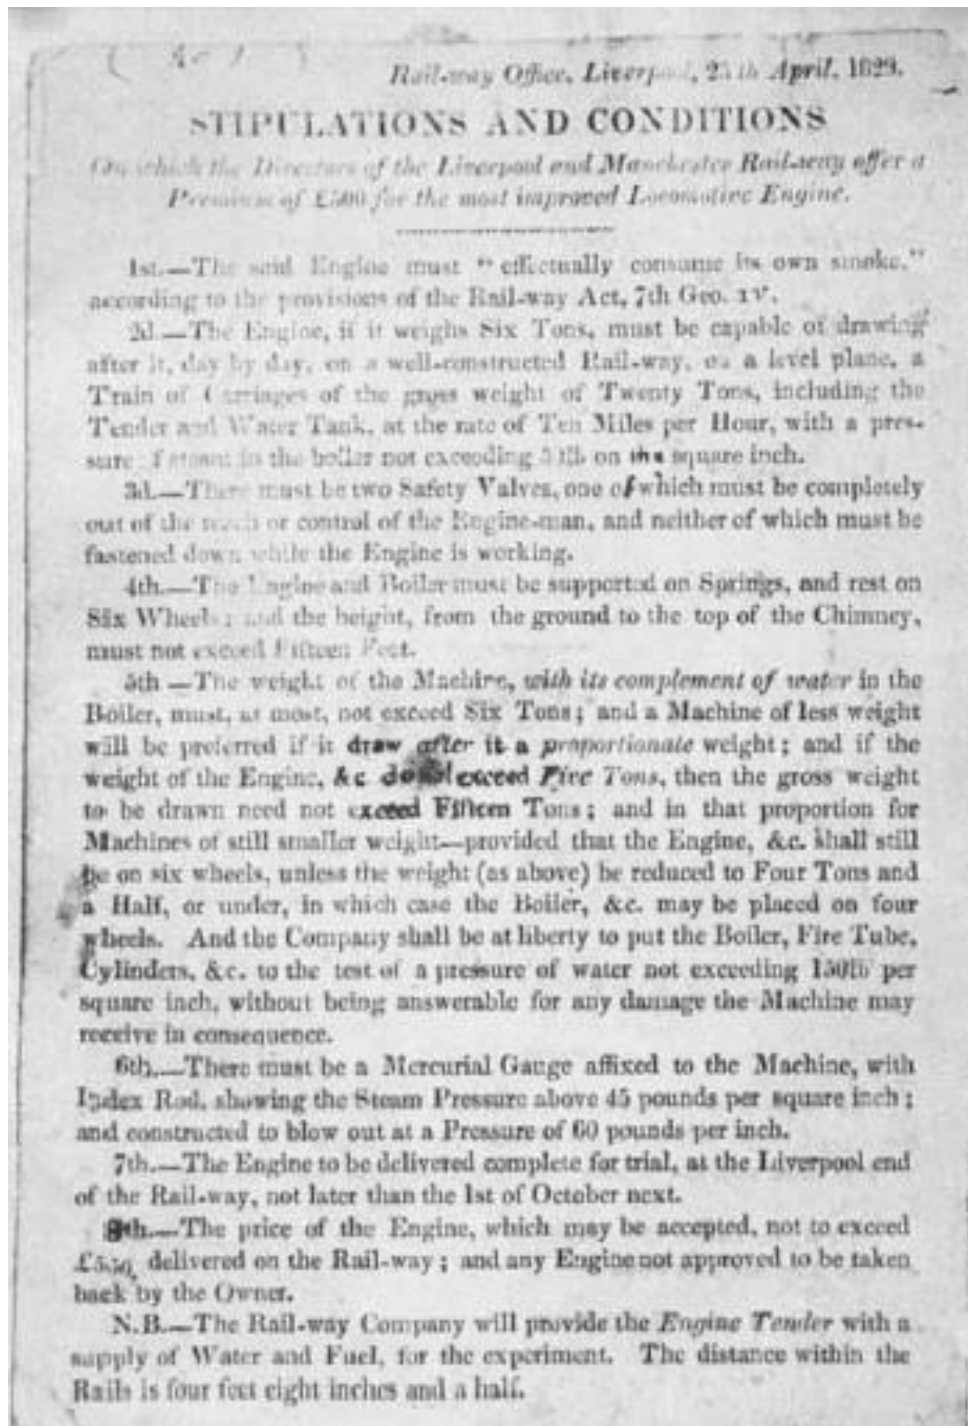 Rail-way Office, Liverpool, 25th April, 1829.
STIPULATIONS AND CONDITIONS
On which the Directors of the Liverpool and Manchester Rail-way offer a
Premium of £500 for the most improved Locomotive Engine.
1st.—The said Engine must "effectually consume its own smoke,"
according to the provisions of the Rail-way Act, 7th Geo. IV.
2d.—The Engine, if it weighs Six Tons, must be capable of drawing
after it, day by day, on a well-constructed Rail-way, on a level plane, a
Train of Carriages of the gross weight of Twenty Tons, including the
Tender and Water Tank, at the rate of Ten Miles per Hour, with a pres-
sure of steam in the boiler not exceeding 50lb on the square inch.
3d.—There must be two Safety Valves, one of which must be completely
out of the reach or control of the Engine-man, and neither of which must be
fastened down while the Engine is working.
4th.—The Engine and Boiler must be supported on Springs, and rest on
Six Wheels; and the height, from the ground to the top of the Chimney,
must not exceed Fifteen Feet.
5th—The weight of the Machine, with its complement of water in the
Boiler, must, at most, not exceed Six Tons; and a Machine of less weight
will be preferred if it draw after it a proportionate weight; and if the
weight of the Engine, &c. do not exceed Five Tons, then the gross weight
to be drawn need not exceed Fifteen Tons; and in that proportion for
Machines of still smaller weight—provided that the Engine, &c. shall still
be on six wheels, unless the weight (as above) be reduced to Four Tons and
a Half, or under, in which case the Boiler, &c. may be placed on four
wheels. And the Company shall be at liberty to put the Boiler, Fire Tube,
Cylinders, &c. to the test of a pressure of water not exceeding 150lb per
square inch, without being answerable for any damage the Machine may
receive in consequence.
6th.—There must be a Mercurial Gauge affixed to the Machine, with
Index Rod, showing the Steam Pressure above 45 pounds per square inch;
and constructed to blow out at a Pressure of 60 pounds per inch.
7th.—The Engine to be delivered complete for trial, at the Liverpool end
of the Rail-way, not later than the 1st of October next.
8th.—The price of the Engine, which may be accepted, not to exceed
£550, delivered on the Rail-way; and any Engine not approved to be taken
back by the Owner.
N.B.—The Rail-way Company will provide the Engine Tender with a
supply of Water and Fuel, for the experiment. The distance within the
Rails is four feet eight inches and a half.